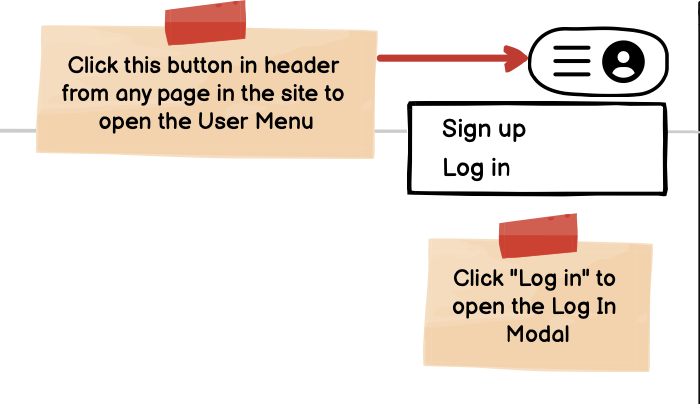 Click this button in header
from any page in the site to
open the User Menu
Sign up
Log in
Click "Log in" to
open the Log In
Modal